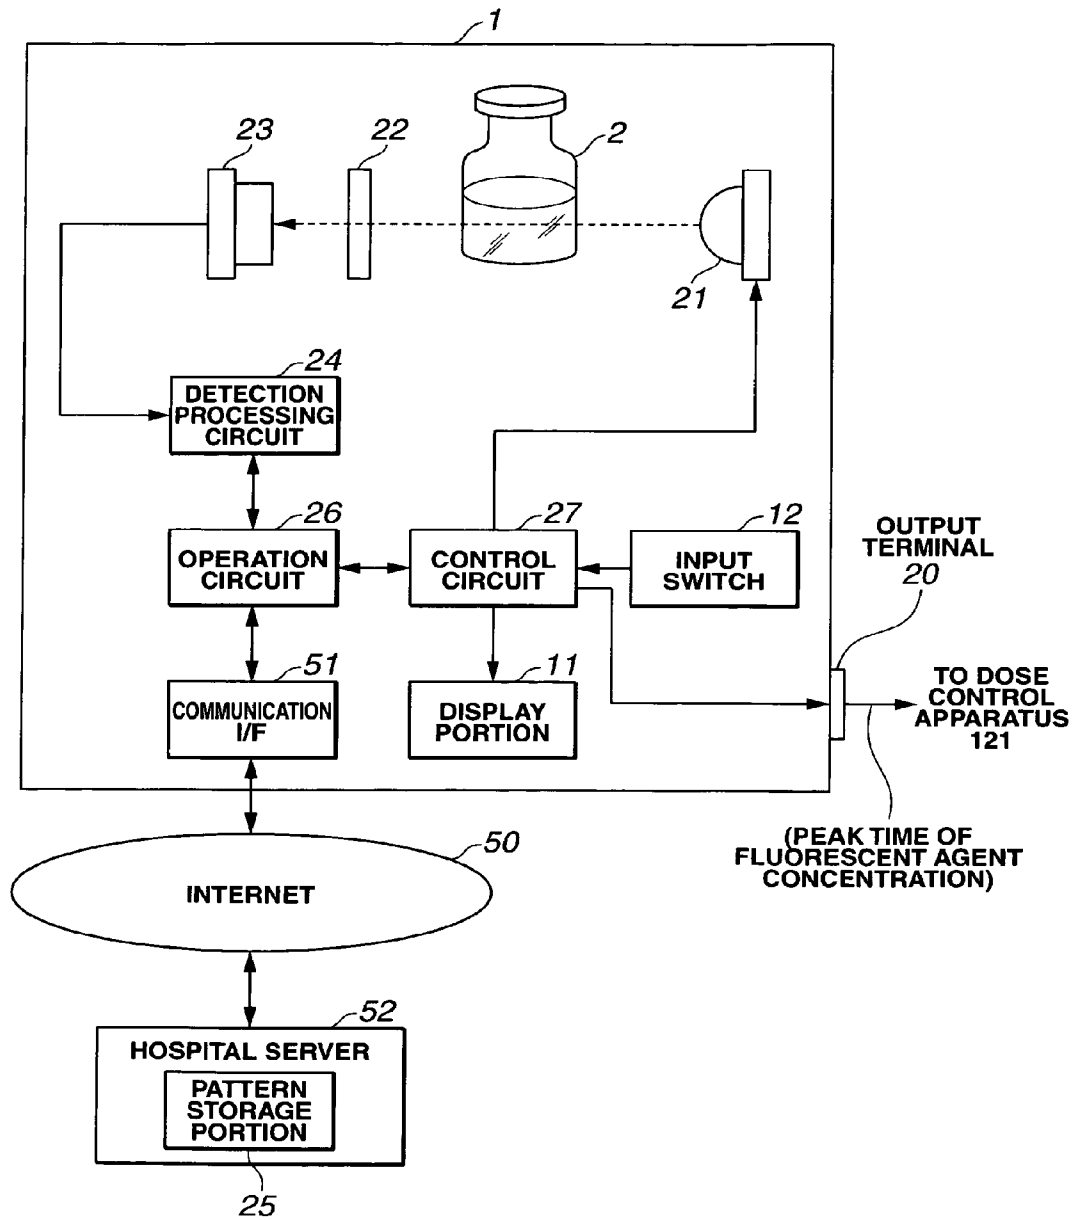 1
23
22
2
21
24
DETECTION
PROCESSING
CIRCUIT
26
OPERATION
CIRCUIT
27
CONTROL
CIRCUIT
12
INPUT
SWITCH
OUTPUT
TERMINAL
20
51
COMMUNICATION
I/F
11
DISPLAY
PORTION
TO DOSE
CONTROL
APPARATUS
121
(PEAK TIME OF
FLUORESCENT AGENT
CONCENTRATION)
50
INTERNET
52
HOSPITAL SERVER
PATTERN
STORAGE
PORTION
25